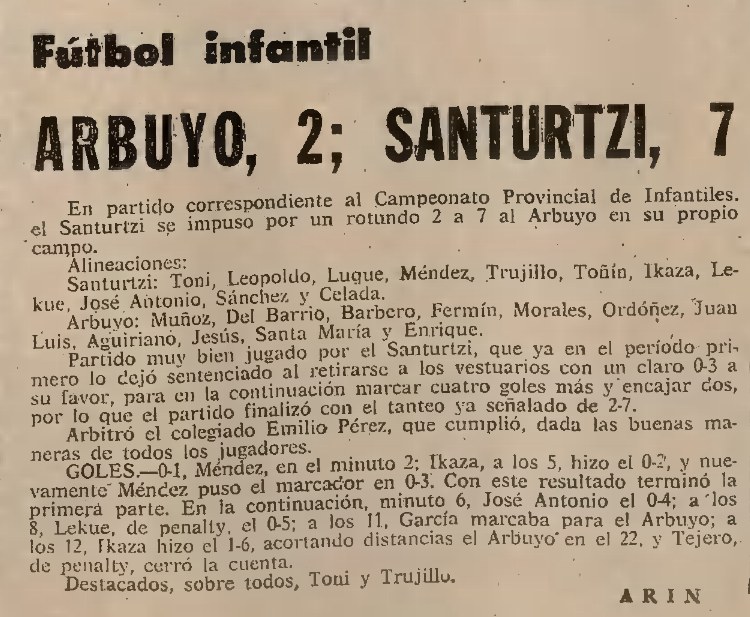 Fútbol infantil
ARBUYO, 2; SANTURTZI, 7
En partido correspondiente al Campeonato Provincial de Infantiles.
el Santurtzi se impuso por un rotundo 2 a 7 al Arbuyo en su propio
campo.
Alineaciones:
Santurtzi: Toni, Leopoldo, Luque, Méndez, Trujillo, Toñín, Ikaza, Le-
kue, José Antonio, Sánchez y Celada.
Arbuyo: Muñoz, Del Barrio, Barbero, Fermín, Morales, Ordóñez, Juan
Luis, Aguiriano, Jesús, Santa María y Enrique.
Partido muy bien jugado por el Santurtzi, que ya en el período pri-
mero lo dejó sentenciado al retirarse a los vestuarios con un claro 0-3 a
su favor, para en la continuación marcar cuatro goles más y encajar dos,
por lo que el partido finalizó con el tanteo ya señalado de 2-7.
Arbitró el colegiado Emilio Pérez, que cumplió, dada las buenas ma-
neras de todos los jugadores.
GOLES.—0-1, Méndez, en el minuto 2; Ikaza, a los 5, hizo el 0-2, y nue-
vamente Méndez puso el marcador en 0-3. Con este resultado terminó la
primera parte. En la continuación, minuto 6, José Antonio el 0-4; a los
8, Lekue, de penalty, el 0-5; a los 11, García marcaba para el Arbuyo; a
los 12, Ikaza hizo el 1-6, acortando distancias el Arbuyo en el 22, y Tejero,
de penalty, cerró la cuenta.
Destacados, sobre todos, Toni y Trujillo.
ARIN